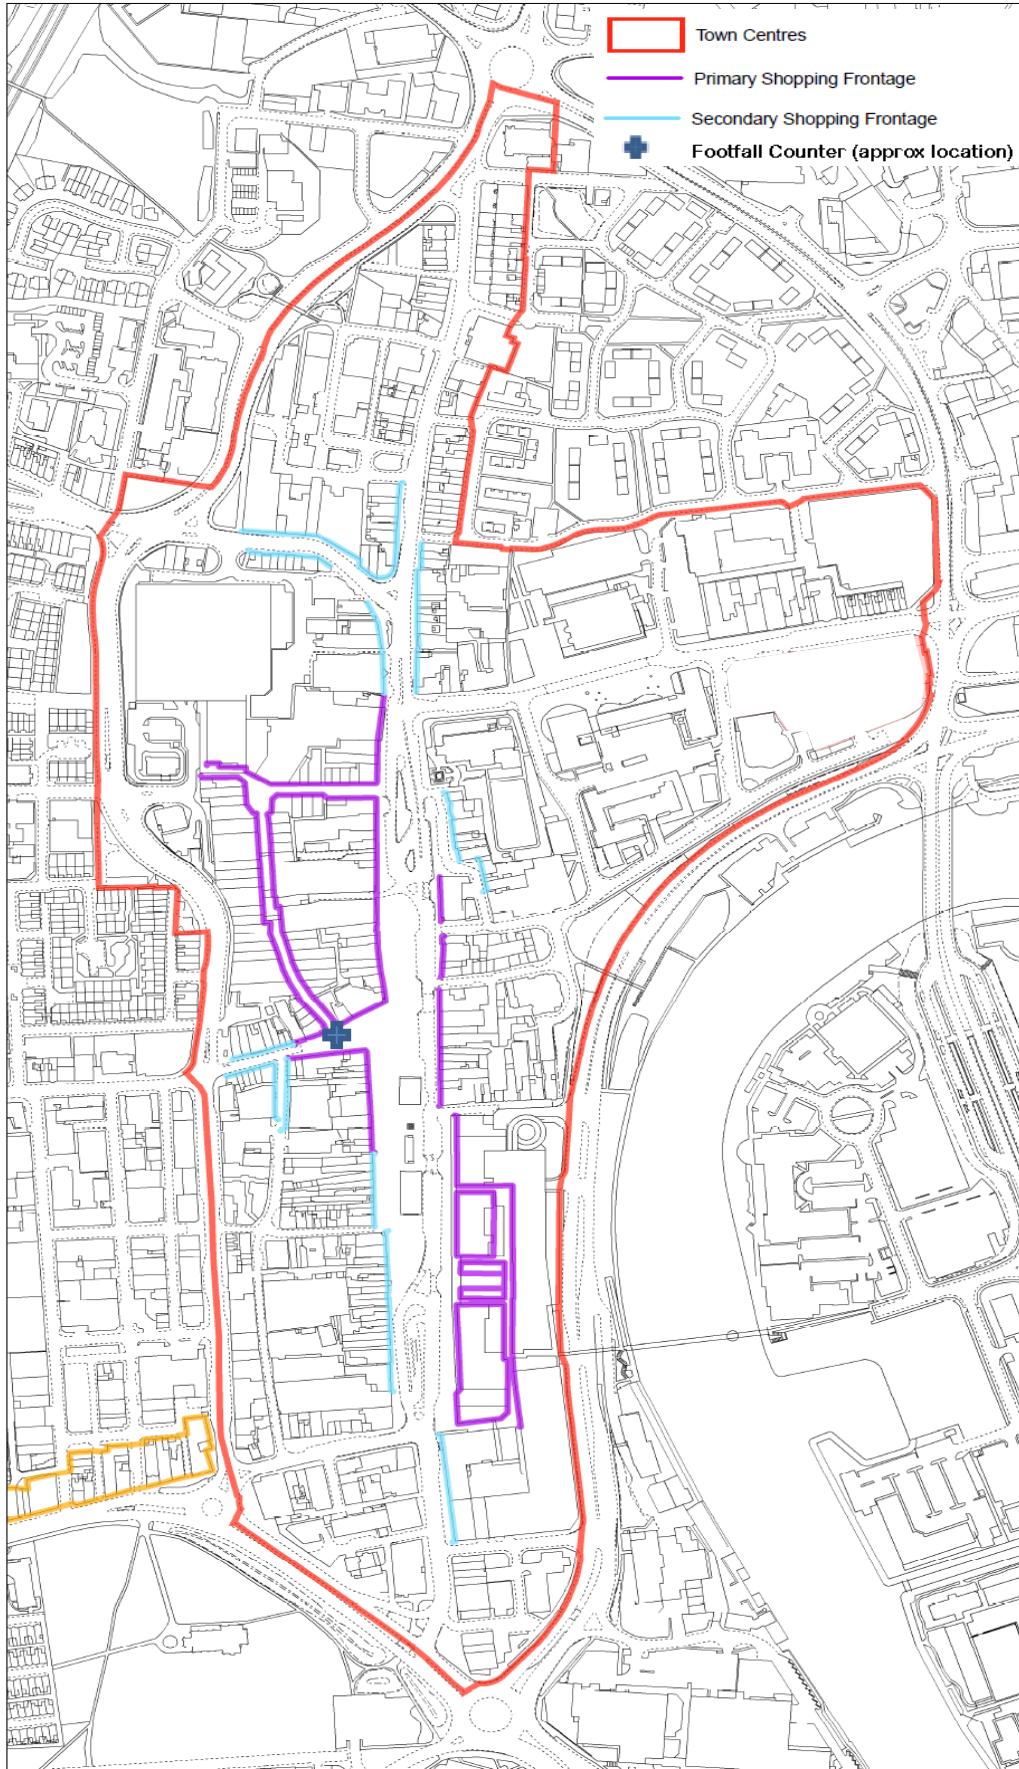 Town Centres
Primary Shopping Frontage
Secondary Shopping Frontage
Footfall Counter (approx location)